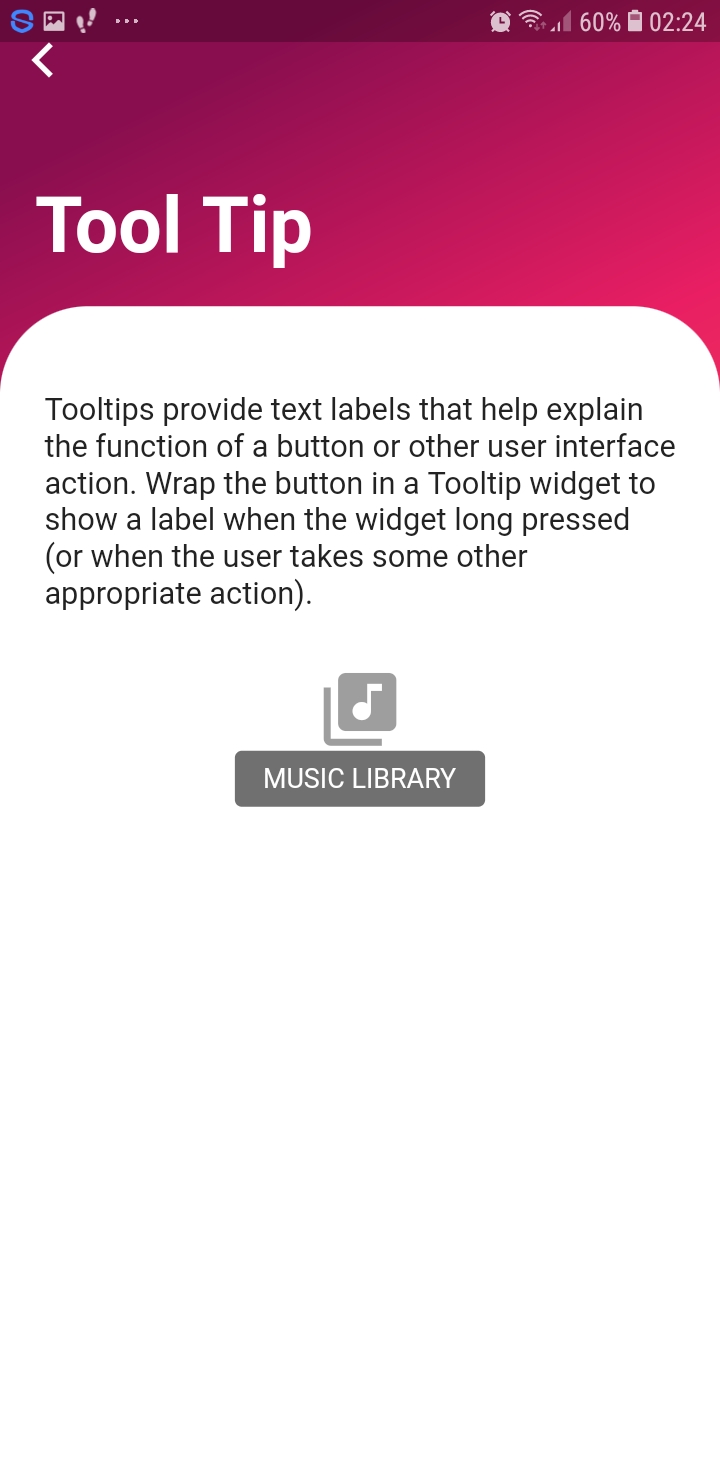 60% 02:24
Tool Tip
Tooltips provide text labels that help explain
the function of a button or other user interface
action. Wrap the button in a Tooltip widget to
show a label when the widget long pressed
(or when the user takes some other
appropriate action).
MUSIC LIBRARY